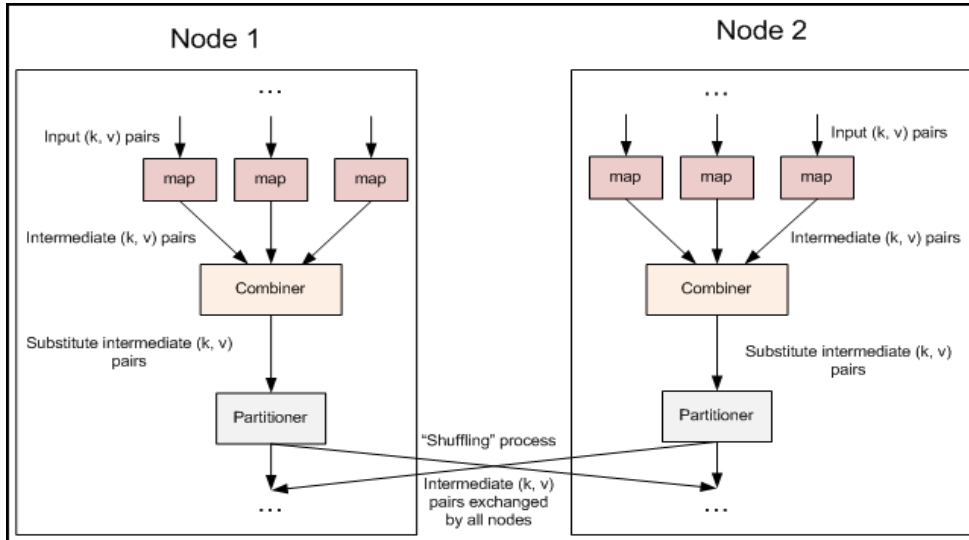 Node 1
Node 2
...
...
Input (k, v) pairs
Input (k, v) pairs
map
map
map
map
map
map
Intermediate (k, v) pairs
Intermediate (k, v) pairs
Combiner
Combiner
Substitute intermediate (k, v)
pairs
Substitute intermediate (k, v)
pairs
Partitioner
Partitioner
“Shuffling” process
Intermediate (k, v)
pairs exchanged
by all nodes
...
...